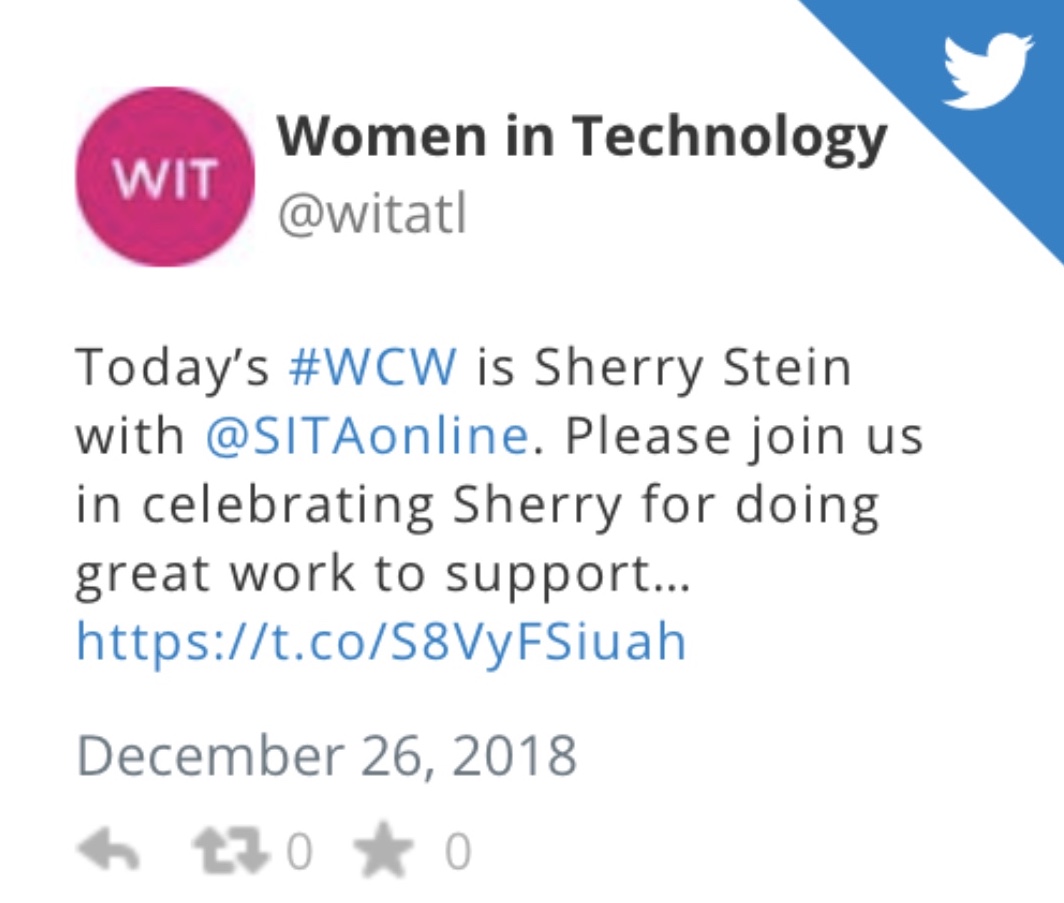 WIT
Women in Technology
@witatl
Today’s #WCW is Sherry Stein
with @SITAonline. Please join us
in celebrating Sherry for doing
great work to support…
https://t.co/S8VyFSiuah
December 26, 2018
0 0